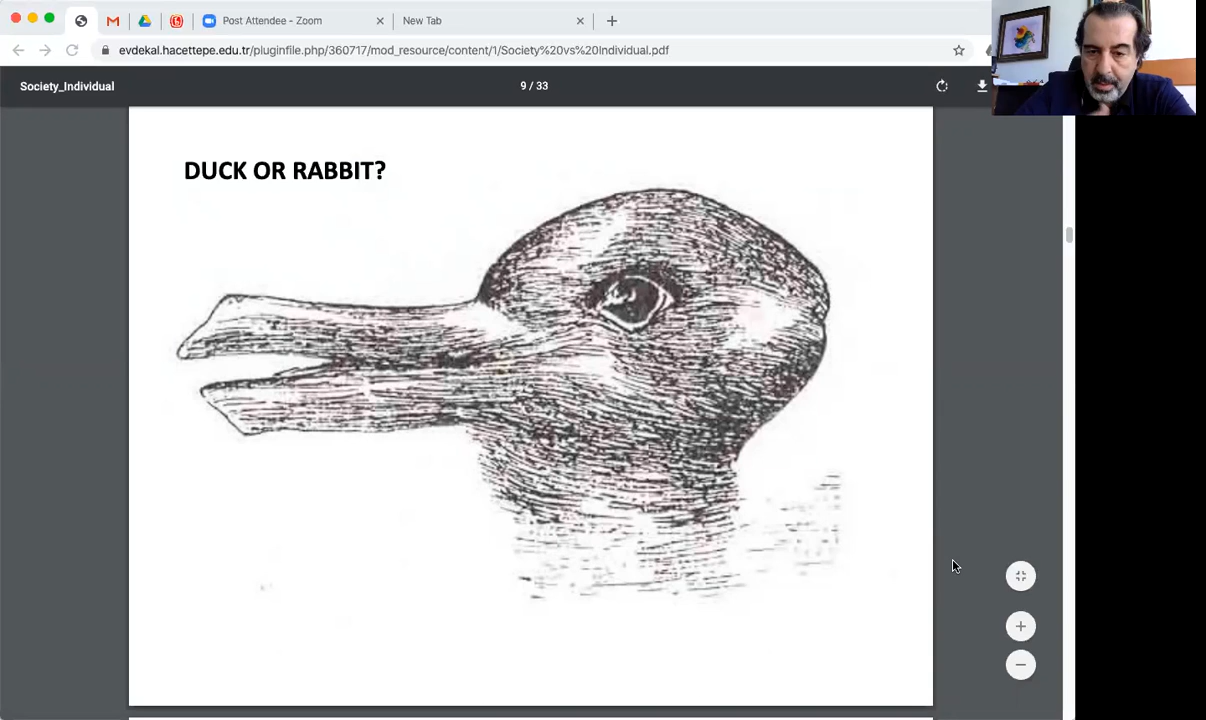 Post Attendee - Zoom
New Tab
evdekal.hacettepe.edu.tr/pluginfile.php/360717/mod_resource/content/1/Society%20vs%20Individual.pdf
Society_Individual
9 / 33
DUCK OR RABBIT?